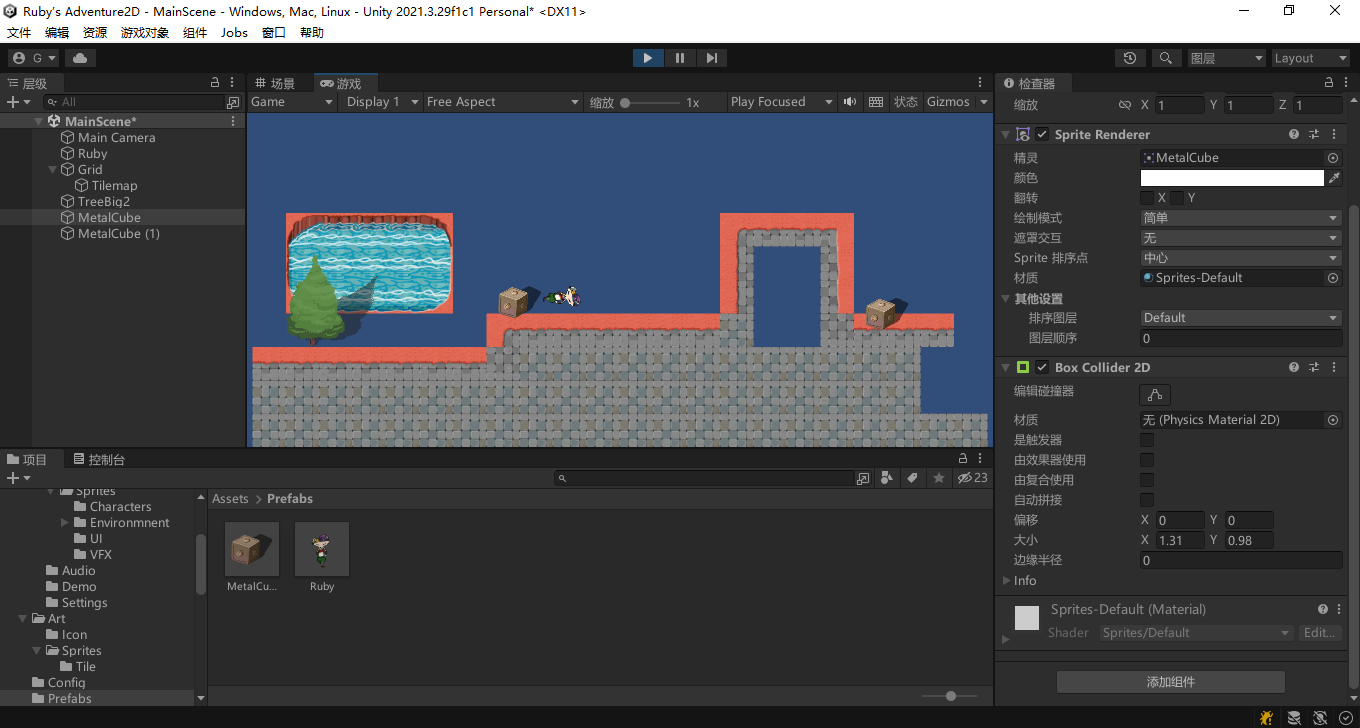 Ruby's Adventure2D - MainScene - Windows, Mac, Linux - Unity 2021.3.29f1c1 Personal* <DX11>
文件 编辑 资源 游戏对象 组件 Jobs 窗口 帮助
G 图层 Layout
层级
All
MainScene*
Main Camera
Ruby
Grid
Tilemap
TreeBig2
MetalCube
MetalCube (1)
场景 游戏
Game Display 1 Free Aspect 缩放 1x Play Focused 状态 Gizmos
检查器
缩放 X 1 Y 1 Z 1
Sprite Renderer
精灵 MetalCube
颜色
翻转 X Y
绘制模式 简单
遮罩交互 无
Sprite 排序点 中心
材质 Sprites-Default
其他设置
排序图层 Default
图层顺序 0
Box Collider 2D
编辑碰撞器
材质 无 (Physics Material 2D)
是触发器
由效果器使用
由复合使用
自动拼接
偏移 X 0 Y 0
大小 X 1.31 Y 0.98
边缘半径 0
Info
Sprites-Default (Material)
Shader Sprites/Default Edit...
添加组件
项目 控制台
23
Sprites
Characters
Environmnent
UI
VFX
Audio
Demo
Settings
Art
Icon
Sprites
Tile
Config
Prefabs
Assets > Prefabs
MetalCu... Ruby